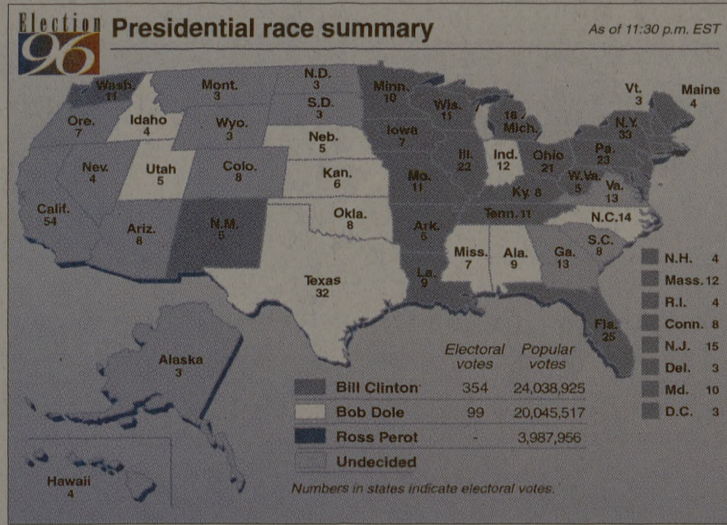 Election
96
Presidential race summary
As of 11:30 p.m. EST
Wash.
11
Ore.
7
Calif.
54
Nev.
4
Idaho
4
Mont.
3
Wyo.
3
Utah
5
Colo.
8
Ariz.
8
N.M.
5
N.D.
3
S.D.
3
Neb.
5
Kan.
6
Okla.
8
Texas
32
Minn.
10
Iowa
7
Mo.
11
Ark.
6
La.
9
Wis.
11
Ill.
22
18
Mich.
Ind.
12
Ohio
21
Ky. 8
Tenn. 11
Miss.
7
Ala.
9
Ga.
13
Fla.
25
S.C.
8
N.C. 14
Va.
13
W.Va.
5
Pa.
23
N.Y.
33
Vt.
3
Maine
4
N.H. 4
Mass. 12
R.I. 4
Conn. 8
N.J. 15
Del. 3
Md. 10
D.C. 3
Alaska
3
Hawaii
4
Electoral votes Popular votes
Bill Clinton 354 24,038,925
Bob Dole 99 20,045,517
Ross Perot - 3,987,956
Undecided
Numbers in states indicate electoral votes.